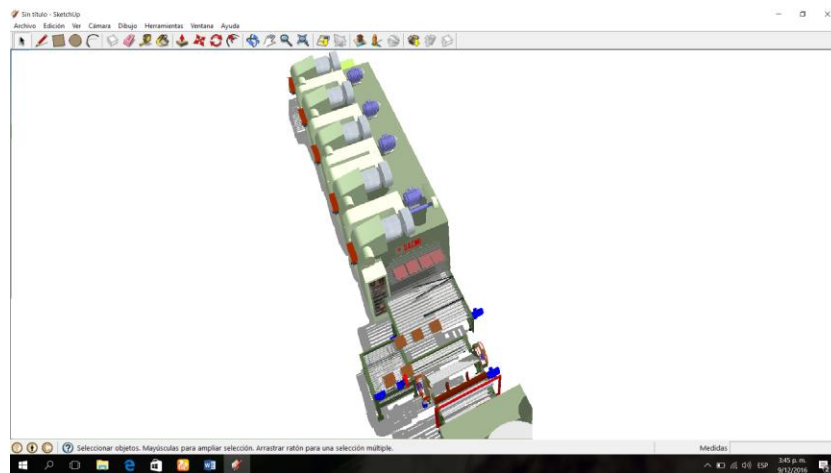 Sin título - SketchUp
Archivo Edición Ver Cámara Dibujo Herramientas Ventana Ayuda
SACMI
Seleccionar objetos. Mayúsculas para ampliar selección. Arrastrar ratón para una selección múltiple.
Medidas
ESP
3:45 p. m.
9/12/2016